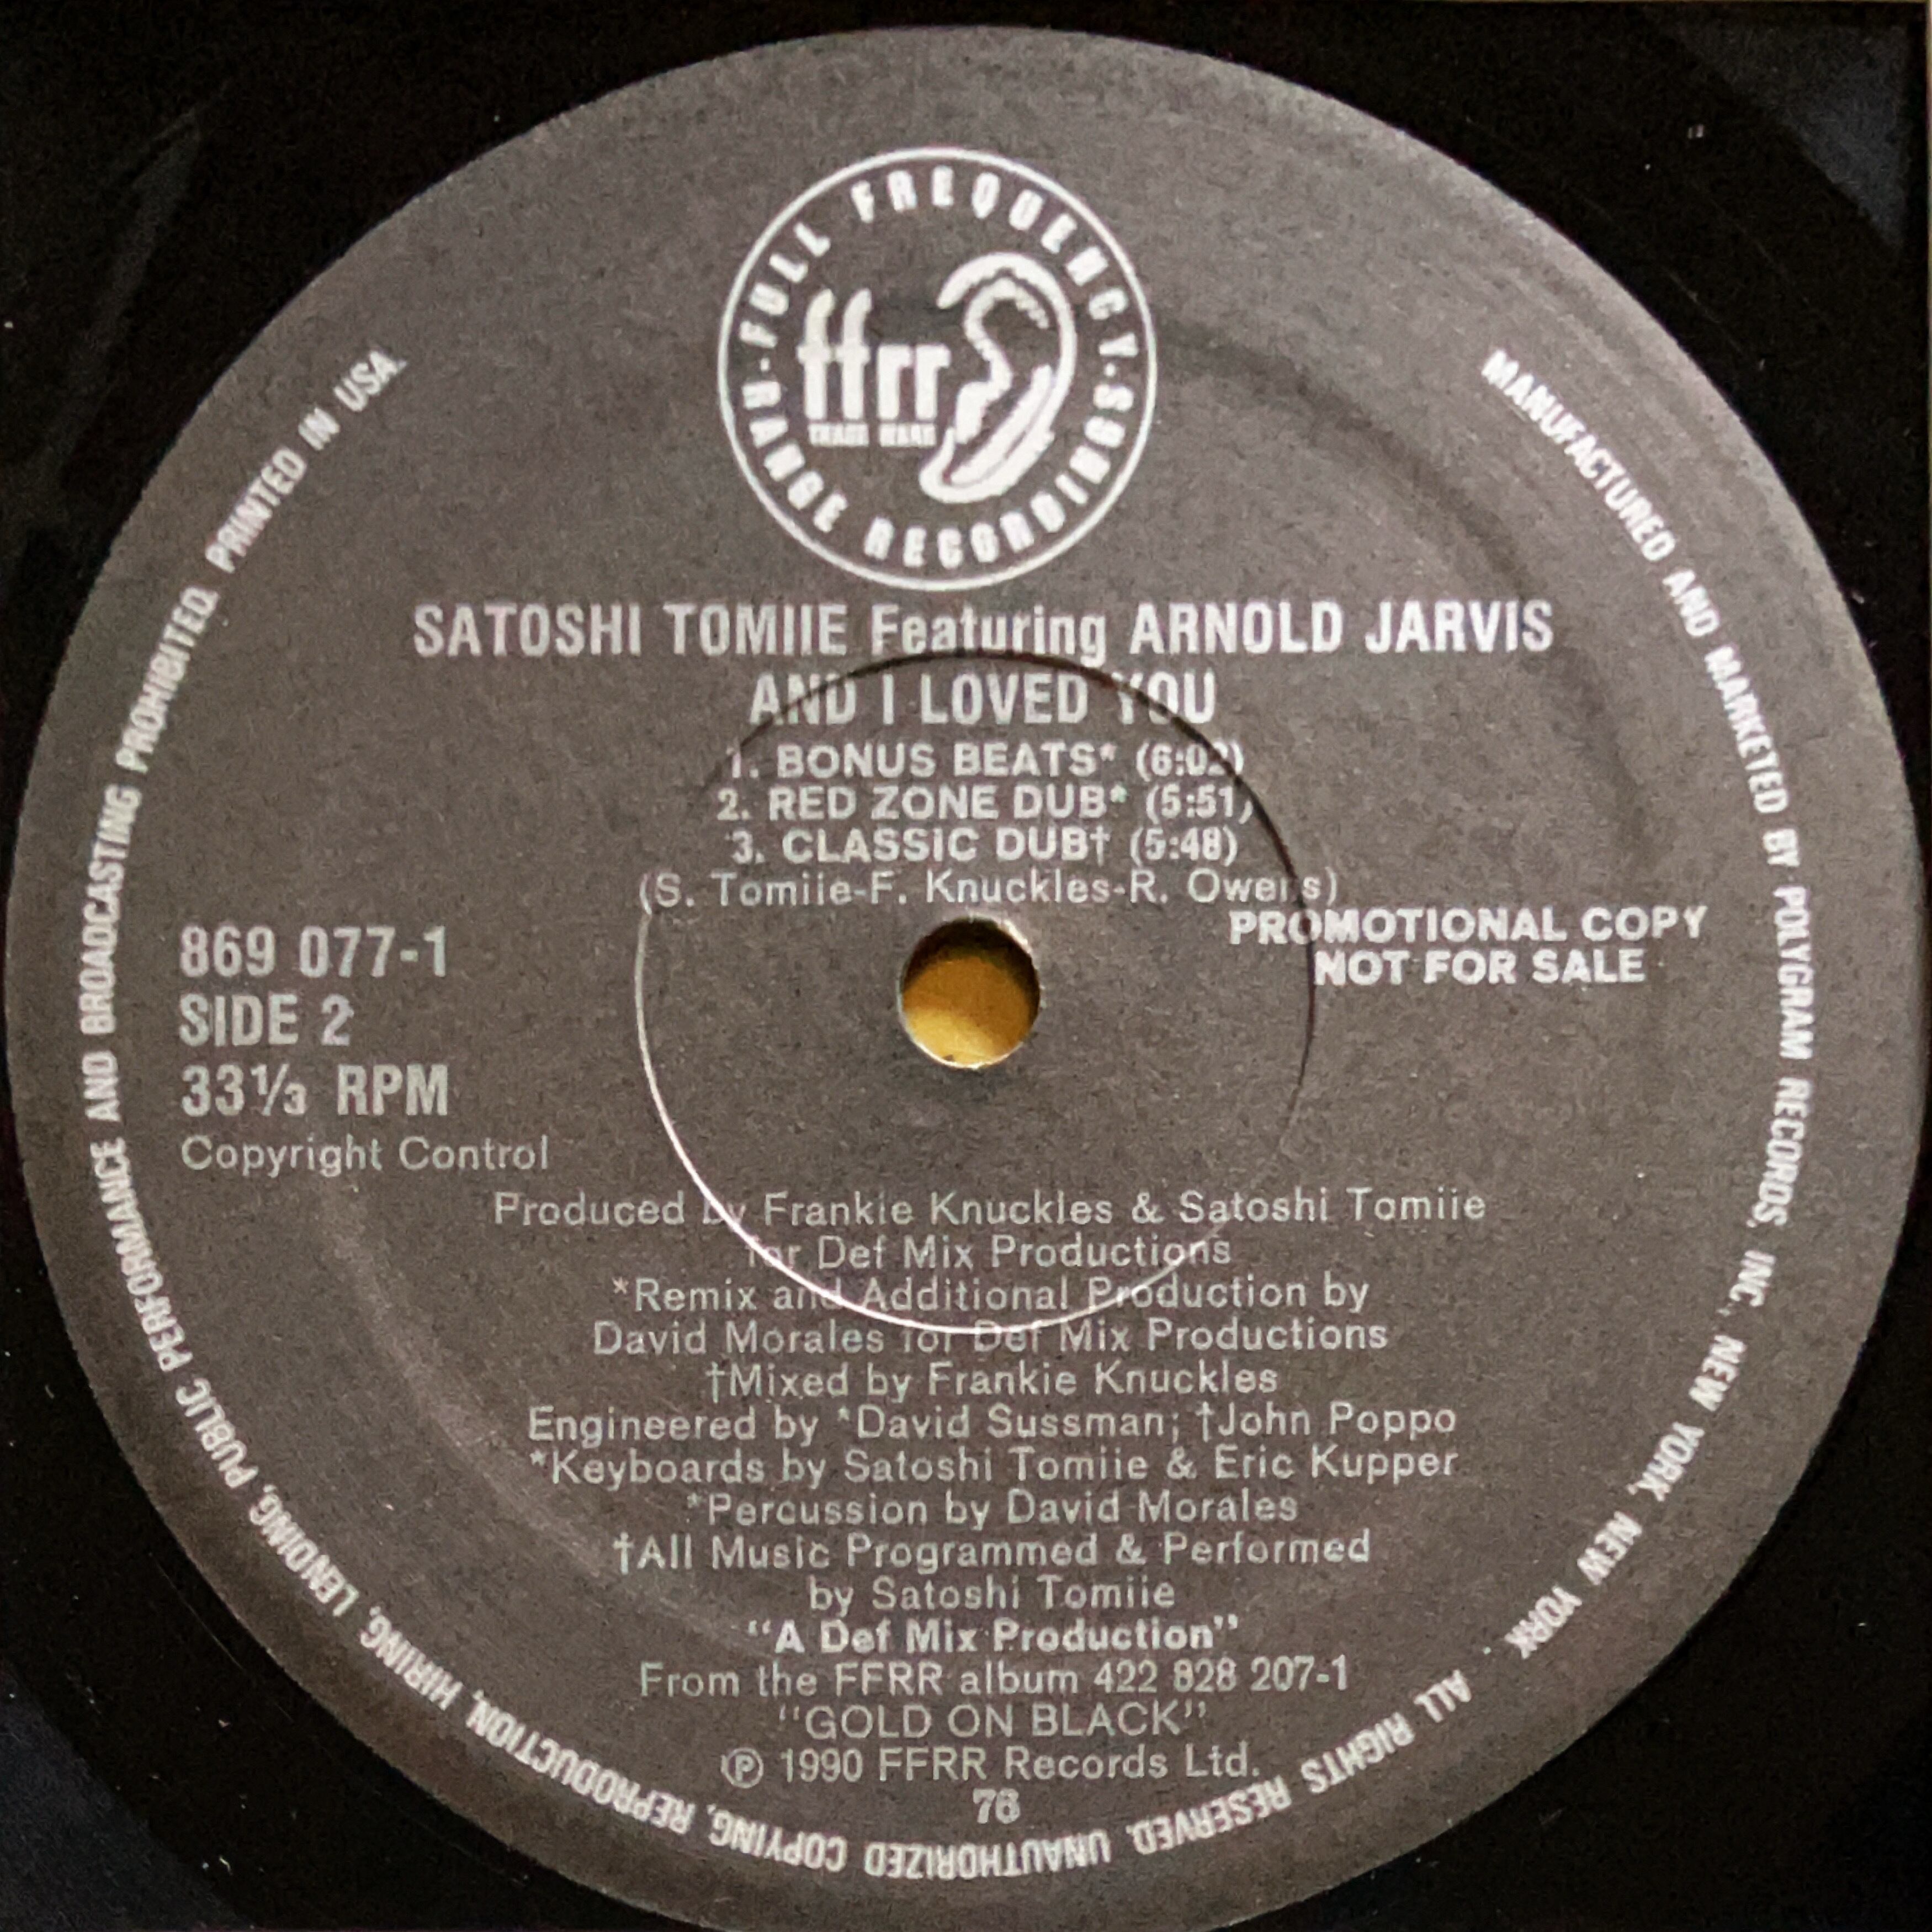 FULL FREQUENCY · RANGE RECORDINGS ·
ffrr
TRADE MARK
SATOSHI TOMIIE Featuring ARNOLD JARVIS
AND I LOVED YOU
1. BONUS BEATS* (6:02)
2. RED ZONE DUB* (5:51)
3. CLASSIC DUB† (5:48)
(S. Tomiie-F. Knuckles-R. Owens)
PROMOTIONAL COPY
NOT FOR SALE
869 077-1
SIDE 2
33⅓ RPM
Copyright Control
Produced by Frankie Knuckles & Satoshi Tomiie
for Def Mix Productions
*Remix and Additional Production by
David Morales for Def Mix Productions
†Mixed by Frankie Knuckles
Engineered by *David Sussman; †John Poppo
*Keyboards by Satoshi Tomiie & Eric Kupper
*Percussion by David Morales
†All Music Programmed & Performed
by Satoshi Tomiie
"A Def Mix Production"
From the FFRR album 422 828 207-1
"GOLD ON BLACK"
℗ 1990 FFRR Records Ltd.
76
MANUFACTURED AND MARKETED BY POLYGRAM RECORDS, INC., NEW YORK, NEW YORK. ALL RIGHTS RESERVED. UNAUTHORIZED COPYING, REPRODUCTION, HIRING, LENDING, PUBLIC PERFORMANCE AND BROADCASTING PROHIBITED. PRINTED IN USA.